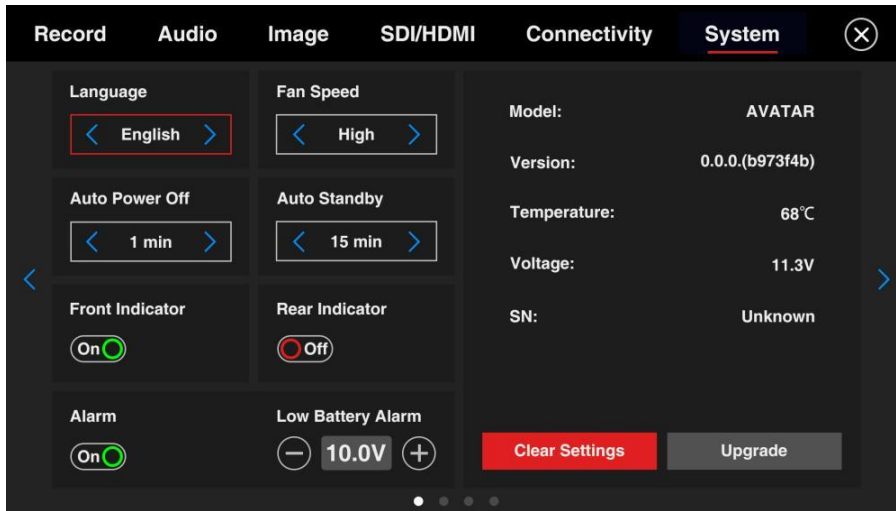 Record Audio Image SDI/HDMI Connectivity System
Language Fan Speed
English High
Auto Power Off Auto Standby
1 min 15 min
Front Indicator Rear Indicator
On Off
Alarm Low Battery Alarm
On 10.0V
Model: AVATAR
Version: 0.0.0.(b973f4b)
Temperature: 68℃
Voltage: 11.3V
SN: Unknown
Clear Settings Upgrade